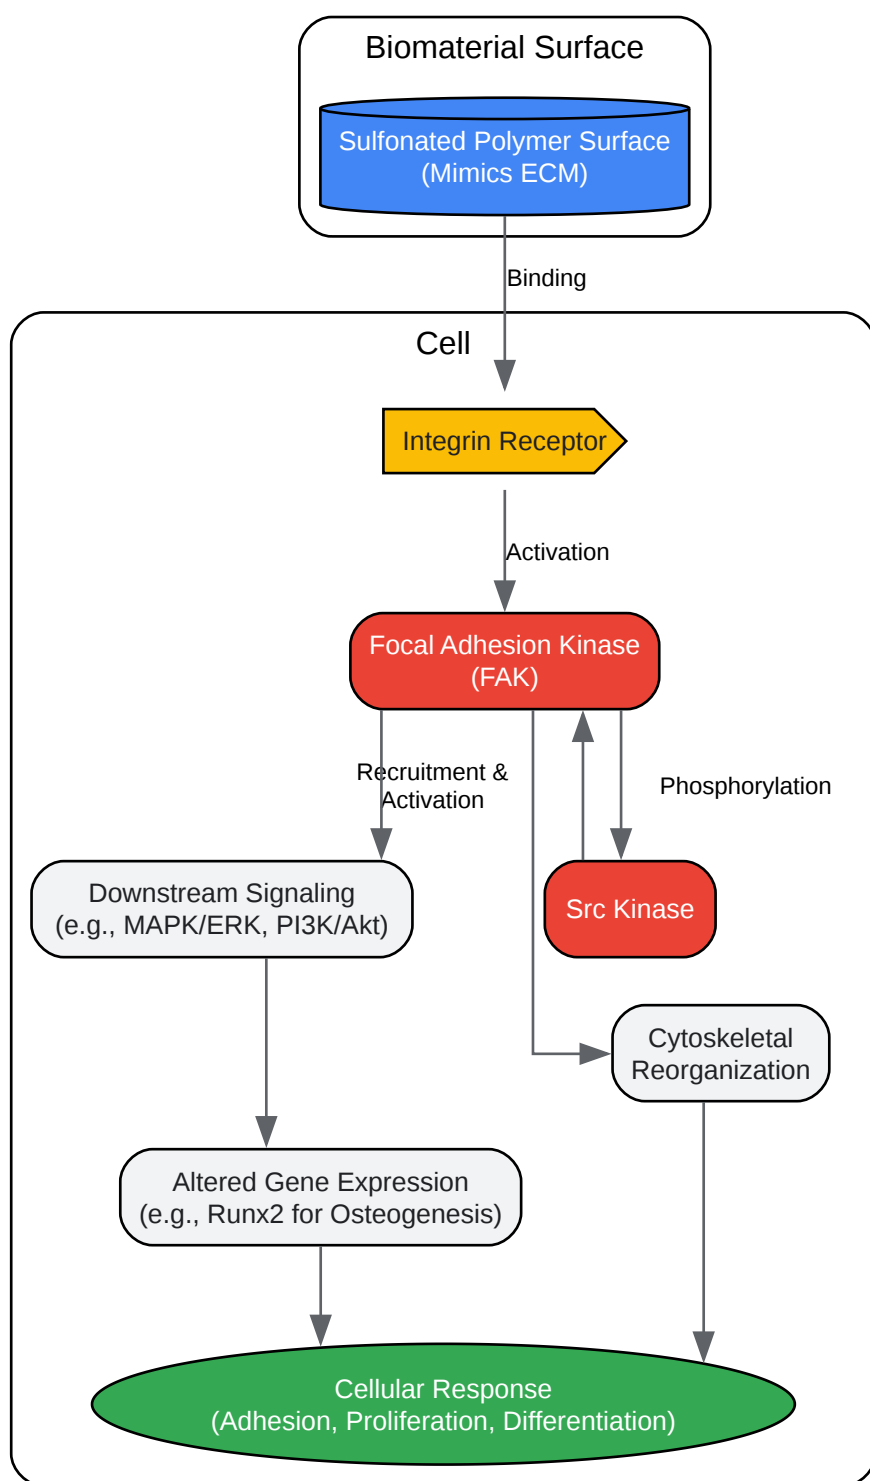 Biomaterial Surface
Sulfonated Polymer Surface
(Mimics ECM)
Binding
Cell
Integrin Receptor
Activation
Focal Adhesion Kinase
(FAK)
Recruitment &
Activation
Phosphorylation
Downstream Signaling
(e.g., MAPK/ERK, PI3K/Akt)
Src Kinase
Cytoskeletal
Reorganization
Altered Gene Expression
(e.g., Runx2 for Osteogenesis)
Cellular Response
(Adhesion, Proliferation, Differentiation)